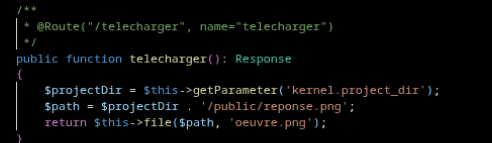 /**
* @Route("/telecharger", name="telecharger")
*/
public function telecharger(): Response
{
$projectDir = $this->getParameter('kernel.project_dir');
$path = $projectDir . '/public/reponse.png';
return $this->file($path, 'oeuvre.png');
}